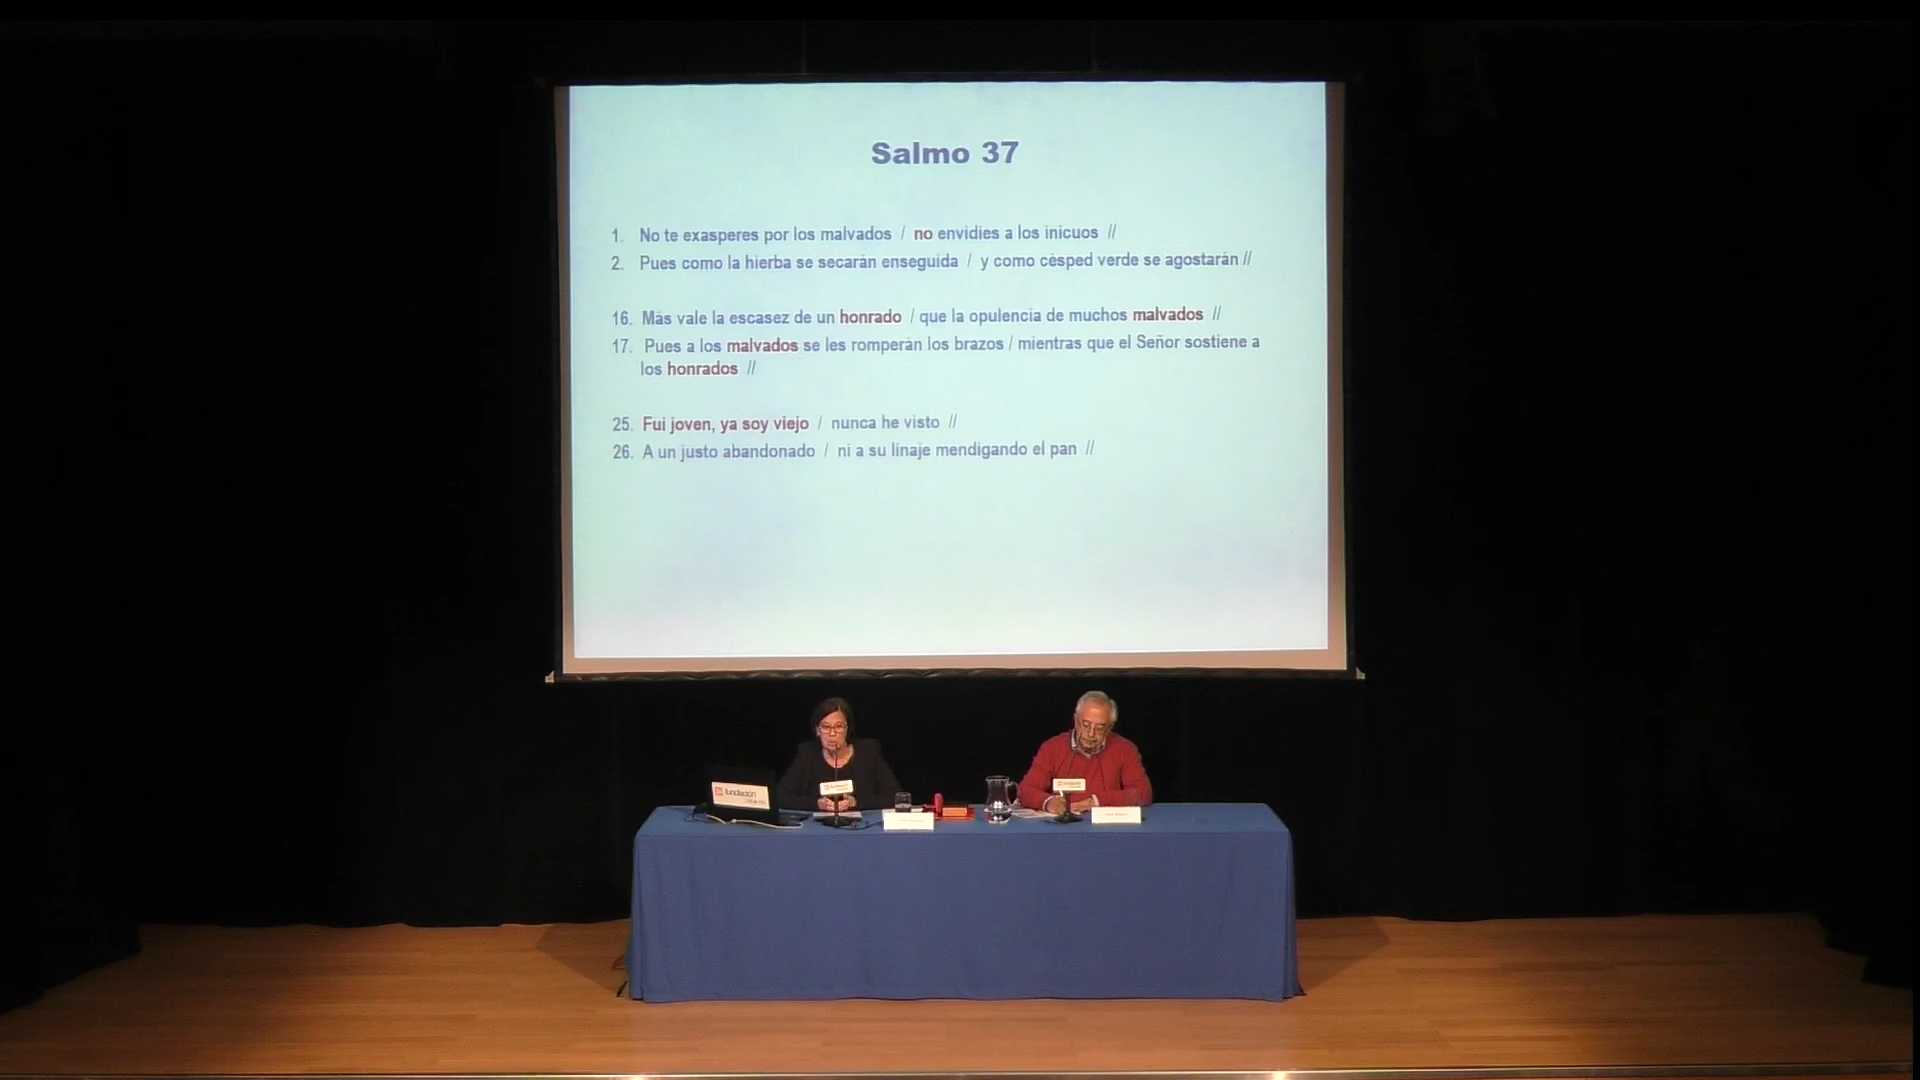 Salmo 37
1. No te exasperes por los malvados / no envidies a los inicuos //
2. Pues como la hierba se secarán enseguida / y como césped verde se agostarán //
16. Más vale la escasez de un honrado / que la opulencia de muchos malvados //
17. Pues a los malvados se les romperán los brazos / mientras que el Señor sostiene a
los honrados //
25. Fui joven, ya soy viejo / nunca he visto //
26. A un justo abandonado / ni a su linaje mendigando el pan //
fundación